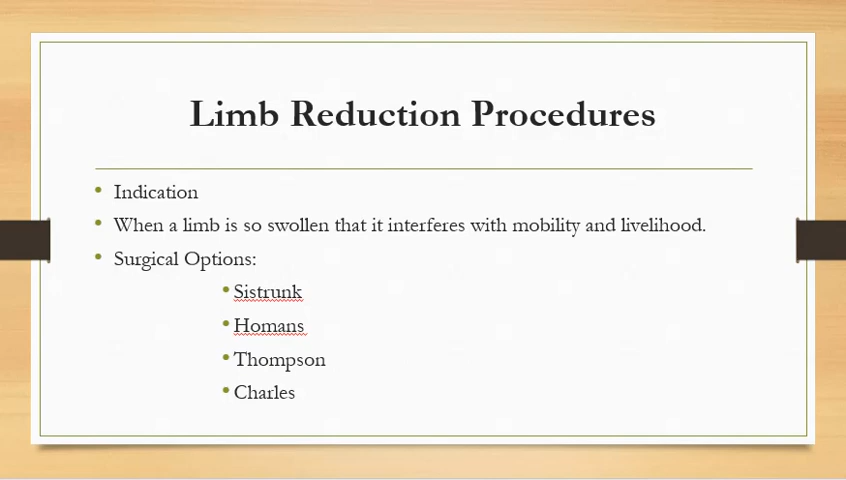 Limb Reduction Procedures
• Indication
• When a limb is so swollen that it interferes with mobility and livelihood.
• Surgical Options:
• Sistrunk
• Homans
• Thompson
• Charles